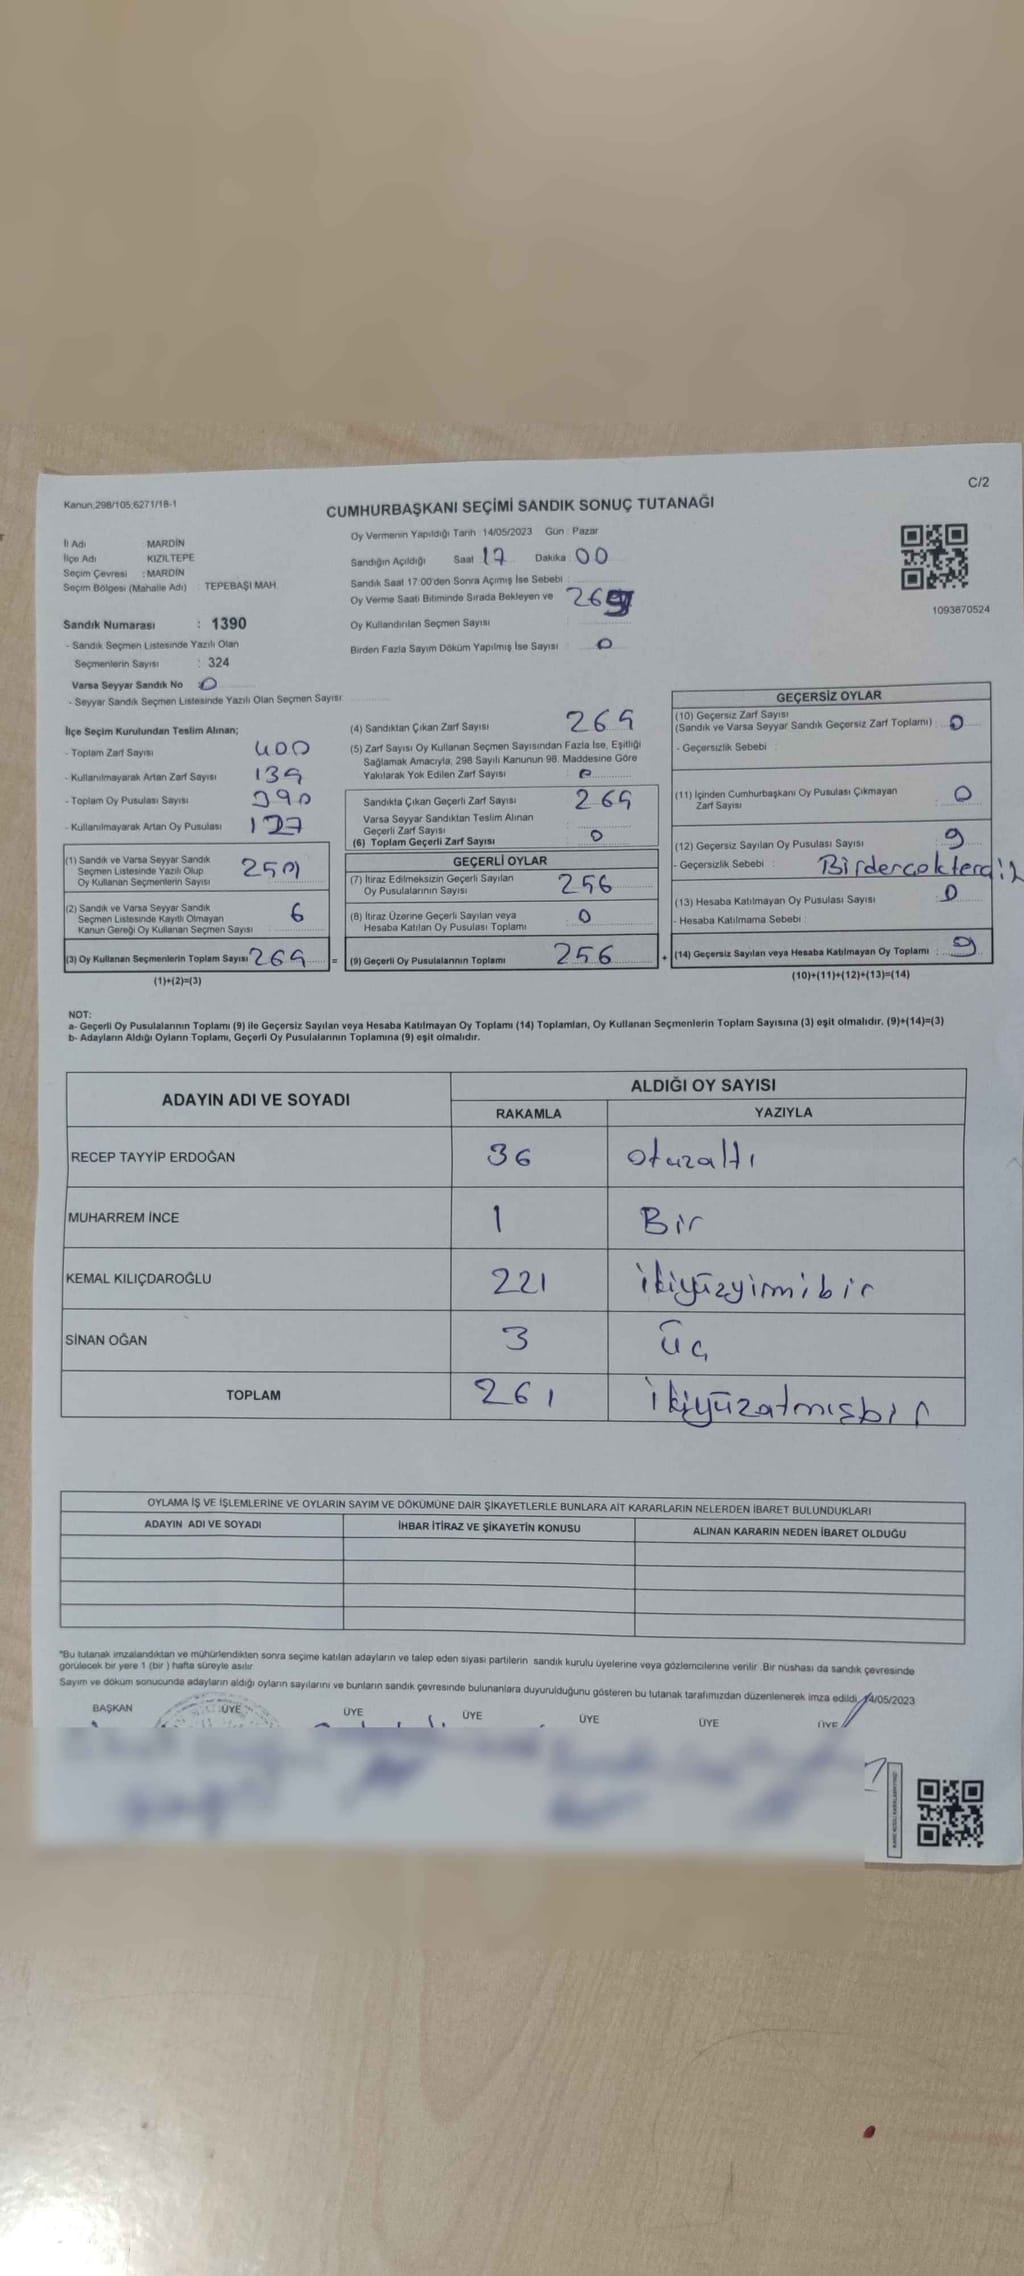 C/2
Kanun,298/105,6271/18-1
CUMHURBAŞKANI SEÇİMİ SANDIK SONUÇ TUTANAĞI
İl Adı MARDİN
İlçe Adı KIZILTEPE
Seçim Çevresi : MARDİN
Seçim Bölgesi (Mahalle Adı) : TEPEBAŞI MAH.
Sandık Numarası : 1390
- Sandık Seçmen Listesinde Yazılı Olan
Seçmenlerin Sayısı : 324
Varsa Seyyar Sandık No : 0
- Seyyar Sandık Seçmen Listesinde Yazılı Olan Seçmen Sayısı:
Oy Vermenin Yapıldığı Tarih 14/05/2023 Gün : Pazar
Sandığın Açıldığı Saat 17 Dakika : 00
Sandık Saat 17:00'den Sonra Açımış İse Sebebi :
Oy Verme Saati Bitiminde Sırada Bekleyen ve
Oy Kullandırılan Seçmen Sayısı
Birden Fazla Sayım Döküm Yapılmış İse Sayısı : 0
1093870524
İlçe Seçim Kurulundan Teslim Alınan;
- Toplam Zarf Sayısı 400
- Kullanılmayarak Artan Zarf Sayısı
- Toplam Oy Pusulası Sayısı 390
- Kullanılmayarak Artan Oy Pusulası 127
(1) Sandık ve Varsa Seyyar Sandık
Seçmen Listesinde Yazılı Olup
Oy Kullanan Seçmenlerin Sayısı
(2) Sandık ve Varsa Seyyar Sandık
Seçmen Listesinde Kayıtlı Olmayan
Kanun Gereği Oy Kullanan Seçmen Sayısı 6
(3) Oy Kullanan Seçmenlerin Toplam Sayısı
(1)+(2)=(3)
(4) Sandıktan Çıkan Zarf Sayısı
(5) Zarf Sayısı Oy Kullanan Seçmen Sayısından Fazla İse, Eşitliği
Sağlamak Amacıyla, 298 Sayılı Kanunun 98. Maddesine Göre
Yakılarak Yok Edilen Zarf Sayısı :
Sandıkta Çıkan Geçerli Zarf Sayısı
Varsa Seyyar Sandıktan Teslim Alınan
Geçerli Zarf Sayısı
(6) Toplam Geçerli Zarf Sayısı : 0
GEÇERLİ OYLAR
(7) İtiraz Edilmeksizin Geçerli Sayılan
Oy Pusulalarının Sayısı 256
(8) İtiraz Üzerine Geçerli Sayılan veya
Hesaba Katılan Oy Pusulası Toplamı 0
= (9) Geçerli Oy Pusulalarının Toplamı 256
GEÇERSİZ OYLAR
(10) Geçersiz Zarf Sayısı
(Sandık ve Varsa Seyyar Sandık Geçersiz Zarf Toplamı) : 0
- Geçersizlik Sebebi :
(11) İçinden Cumhurbaşkanı Oy Pusulası Çıkmayan
Zarf Sayısı : 0
(12) Geçersiz Sayılan Oy Pusulası Sayısı 9
- Geçersizlik Sebebi :
(13) Hesaba Katılmayan Oy Pusulası Sayısı : 0
- Hesaba Katılmama Sebebi :
+ (14) Geçersiz Sayılan veya Hesaba Katılmayan Oy Toplamı : 9
(10)+(11)+(12)+(13)=(14)
NOT:
a- Geçerli Oy Pusulalarının Toplamı (9) ile Geçersiz Sayılan veya Hesaba Katılmayan Oy Toplamı (14) Toplamları, Oy Kullanan Seçmenlerin Toplam Sayısına (3) eşit olmalıdır. (9)+(14)=(3)
b- Adayların Aldığı Oyların Toplamı, Geçerli Oy Pusulalarının Toplamına (9) eşit olmalıdır.
ADAYIN ADI VE SOYADI ALDIĞI OY SAYISI
RAKAMLA YAZIYLA
RECEP TAYYİP ERDOĞAN 36 otuzaltı
MUHARREM İNCE 1 Bir
KEMAL KILIÇDAROĞLU 221 ikiyüzyirmibir
SİNAN OĞAN 3 Üç
TOPLAM 261 ikiyüzatmışbir
OYLAMA İŞ VE İŞLEMLERİNE VE OYLARIN SAYIM VE DÖKÜMÜNE DAİR ŞİKAYETLERLE BUNLARA AİT KARARLARIN NELERDEN İBARET BULUNDUKLARI
ADAYIN ADI VE SOYADI İHBAR İTİRAZ VE ŞİKAYETİN KONUSU ALINAN KARARIN NEDEN İBARET OLDUĞU
*Bu tutanak imzalandıktan ve mühürlendikten sonra seçime katılan adayların ve talep eden siyasi partilerin sandık kurulu üyelerine veya gözlemcilerine verilir. Bir nüshası da sandık çevresinde
görülecek bir yere 1 (bir ) hafta süreyle asılır
Sayım ve döküm sonucunda adayların aldığı oyların sayılarını ve bunların sandık çevresinde bulunanlara duyurulduğunu gösteren bu tutanak tarafımızdan düzenlenerek imza edildi. 14/05/2023
BAŞKAN ÜYE ÜYE ÜYE ÜYE ÜYE ÜYE